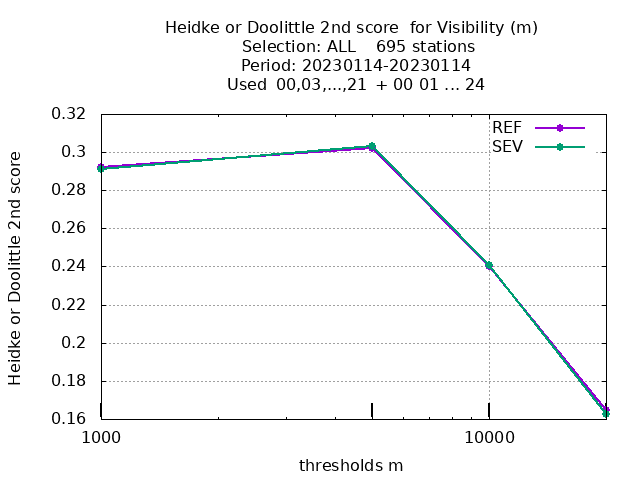 Heidke or Doolittle 2nd score  for Visibility (m)
Selection: ALL    695 stations
Period: 20230114-20230114
Used  00,03,...,21  + 00 01 ... 24
REF
SEV
0.32
0.3
0.28
0.26
0.24
0.22
0.2
0.18
0.16
Heidke or Doolittle 2nd score
1000
10000
thresholds m